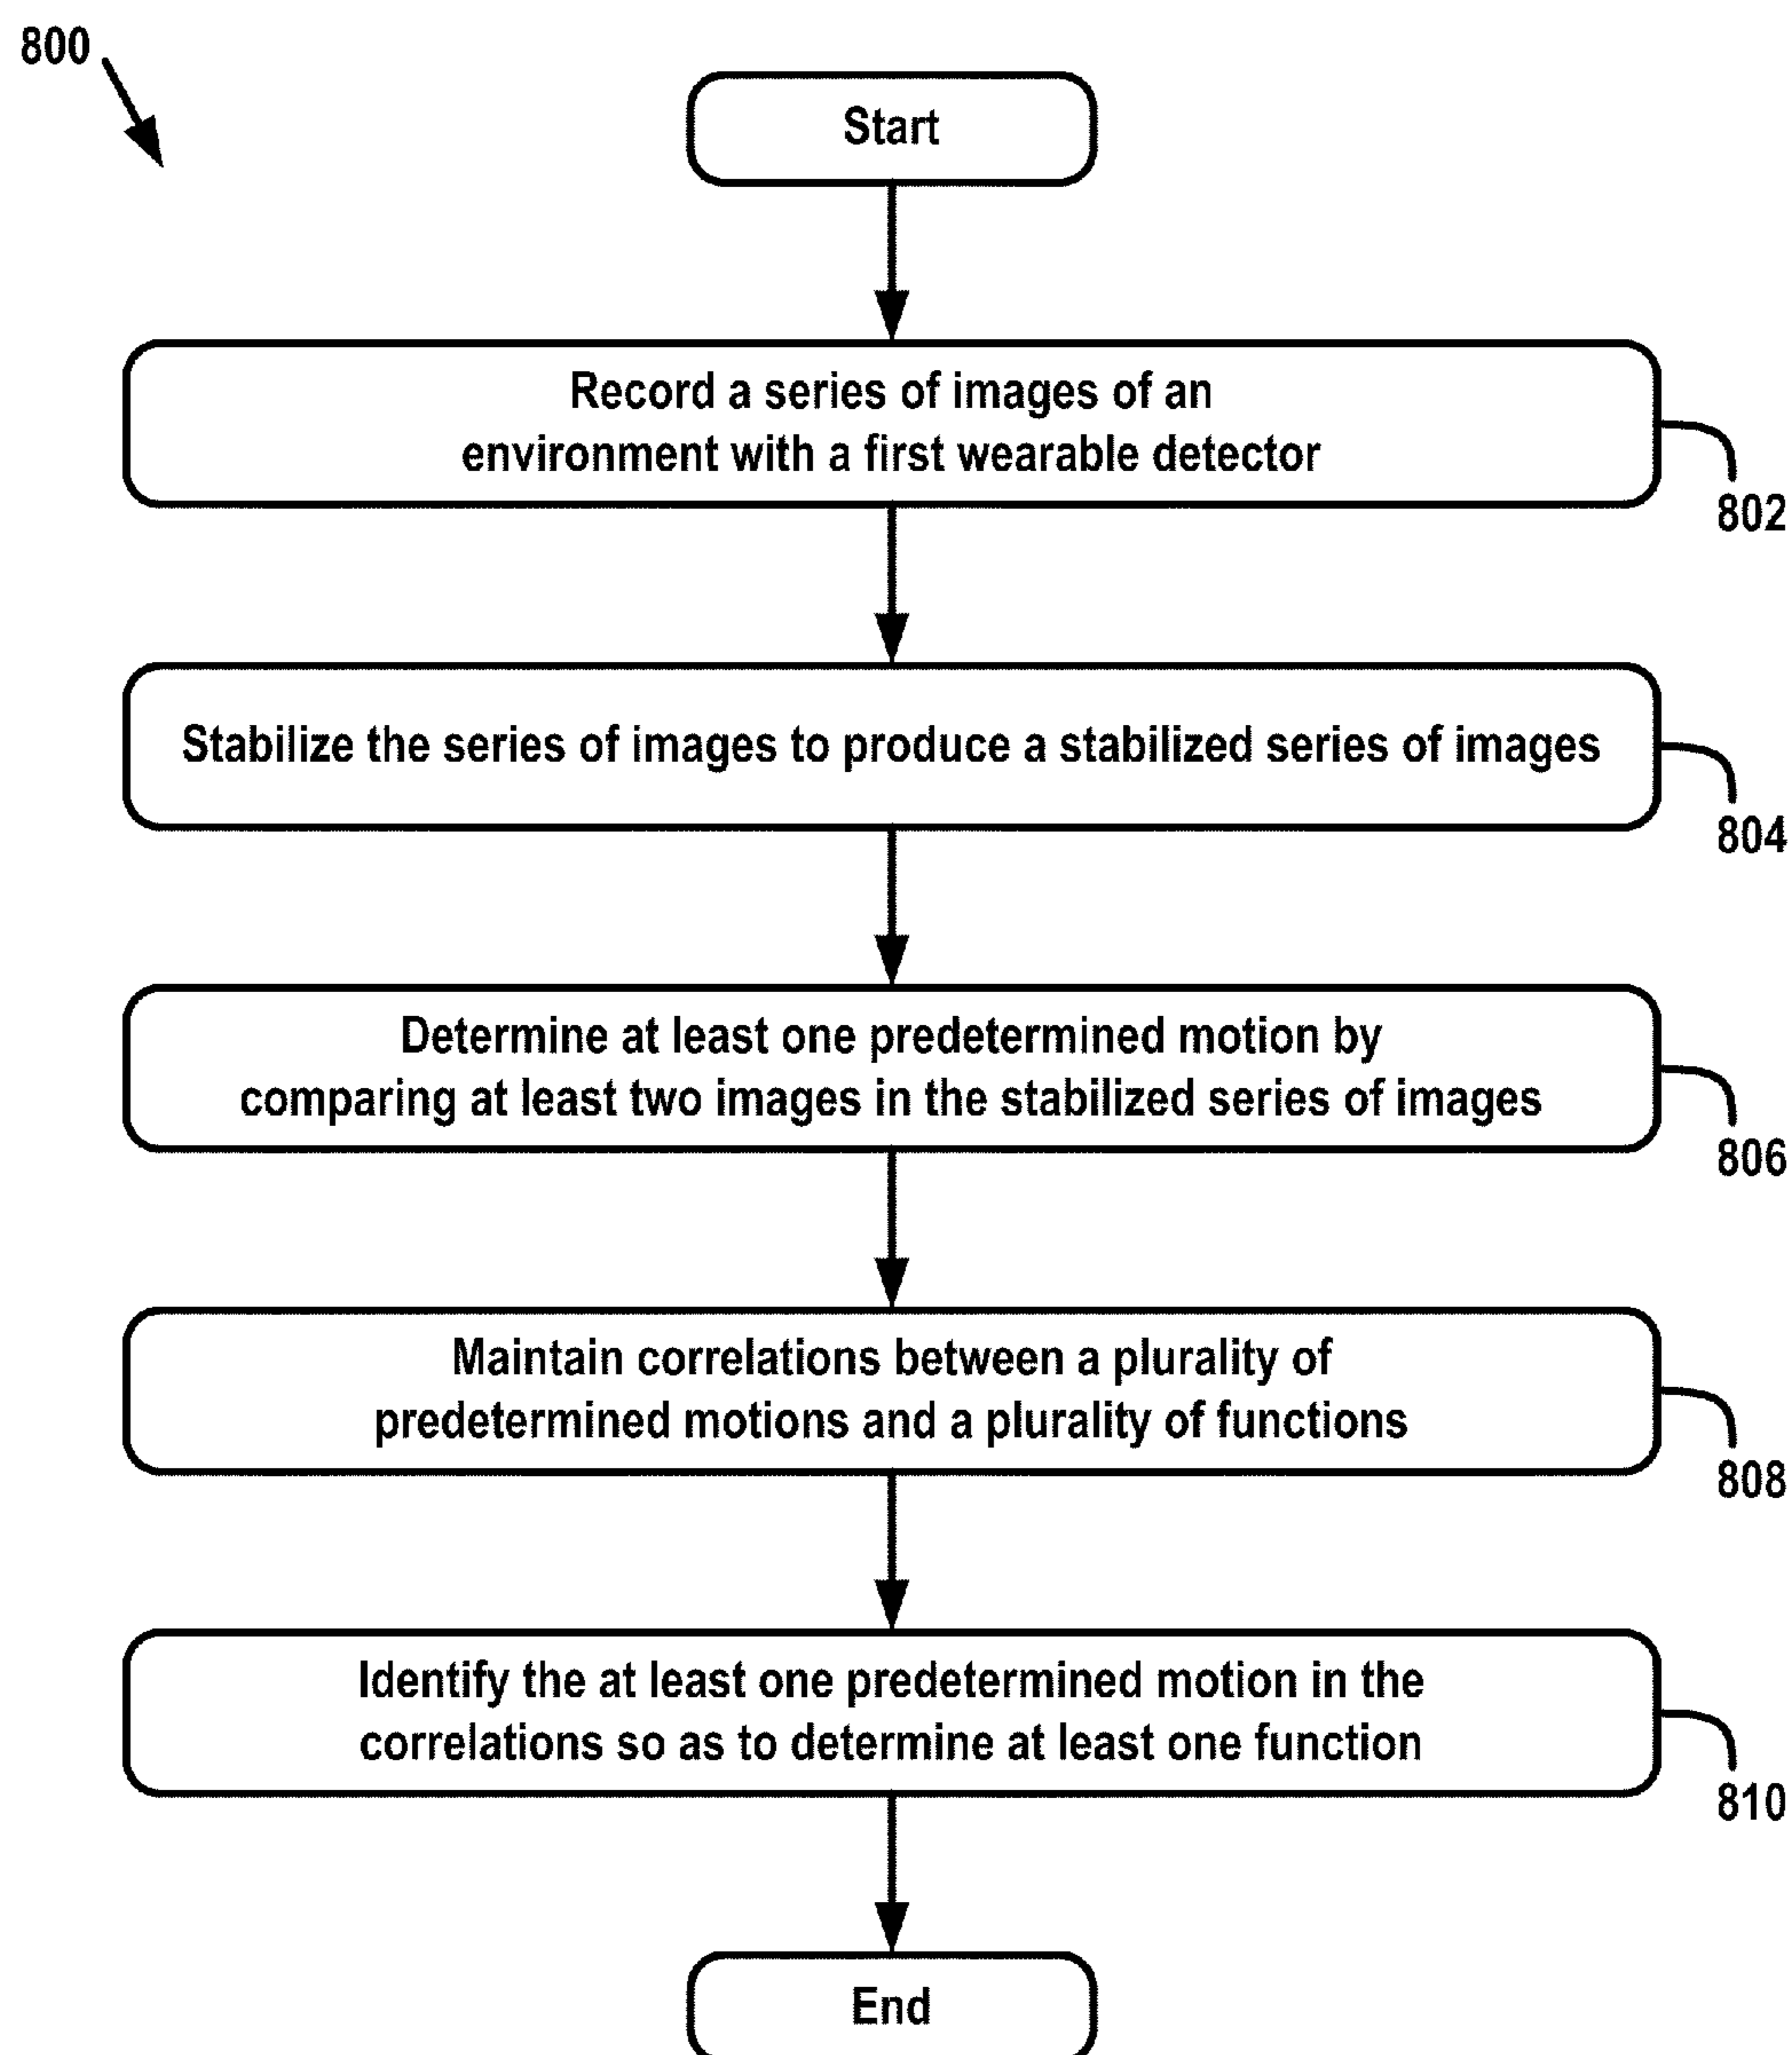 800
Start
Record a series of images of an
environment with a first wearable detector
802
Stabilize the series of images to produce a stabilized series of images
804
Determine at least one predetermined motion by
comparing at least two images in the stabilized series of images
806
Maintain correlations between a plurality of
predetermined motions and a plurality of functions
808
Identify the at least one predetermined motion in the
correlations so as to determine at least one function
810
End